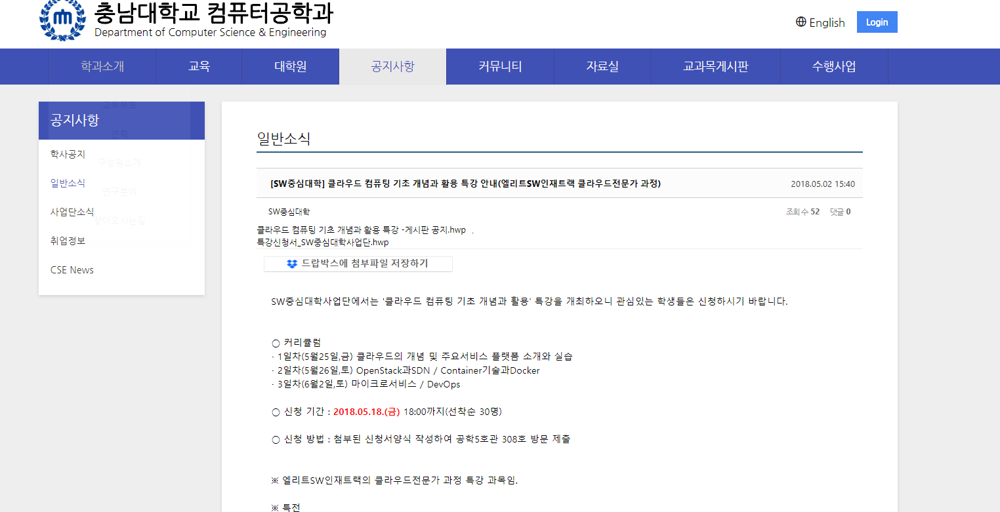 충남대학교 컴퓨터공학과
Department of Computer Science & Engineering
English
Login
학과소개
교육
대학원
공지사항
커뮤니티
자료실
교과목게시판
수행사업
공지사항
교육목표
연혁
학사공지
구성원소개
일반소식
연구분야
사업단소식
찾아오시는길
취업정보
CSE News
일반소식
[SW중심대학] 클라우드 컴퓨팅 기초 개념과 활용 특강 안내(엘리트SW인재트랙 클라우드전문가 과정)
2018.05.02 15:40
SW중심대학
조회수 52 댓글 0
클라우드 컴퓨팅 기초 개념과 활용 특강 -게시판 공지.hwp ,
특강신청서_SW중심대학사업단.hwp
드랍박스에 첨부파일 저장하기
SW중심대학사업단에서는 '클라우드 컴퓨팅 기초 개념과 활용' 특강을 개최하오니 관심있는 학생들은 신청하시기 바랍니다.
○ 커리큘럼
· 1일차(5월25일,금) 클라우드의 개념 및 주요서비스 플랫폼 소개와 실습
· 2일차(5월26일,토) OpenStack과SDN / Container기술과Docker
· 3일차(6월2일,토) 마이크로서비스 / DevOps
○ 신청 기간 : 2018.05.18.(금) 18:00까지(선착순 30명)
○ 신청 방법 : 첨부된 신청서양식 작성하여 공학5호관 308호 방문 제출
※ 엘리트SW인재트랙의 클라우드전문가 과정 특강 과목임.
※ 특전